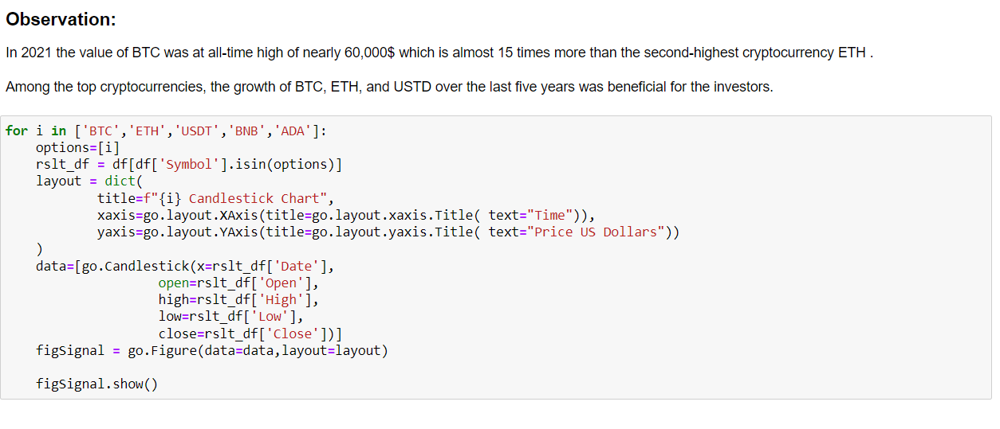 Observation:
In 2021 the value of BTC was at all-time high of nearly 60,000$ which is almost 15 times more than the second-highest cryptocurrency ETH .
Among the top cryptocurrencies, the growth of BTC, ETH, and USTD over the last five years was beneficial for the investors.
for i in ['BTC','ETH','USDT','BNB','ADA']:
    options=[i]
    rslt_df = df[df['Symbol'].isin(options)]
    layout = dict(
            title=f"{i} Candlestick Chart",
            xaxis=go.layout.XAxis(title=go.layout.xaxis.Title( text="Time")),
            yaxis=go.layout.YAxis(title=go.layout.yaxis.Title( text="Price US Dollars"))
    )
    data=[go.Candlestick(x=rslt_df['Date'],
                    open=rslt_df['Open'],
                    high=rslt_df['High'],
                    low=rslt_df['Low'],
                    close=rslt_df['Close'])]
    figSignal = go.Figure(data=data,layout=layout)
    figSignal.show()